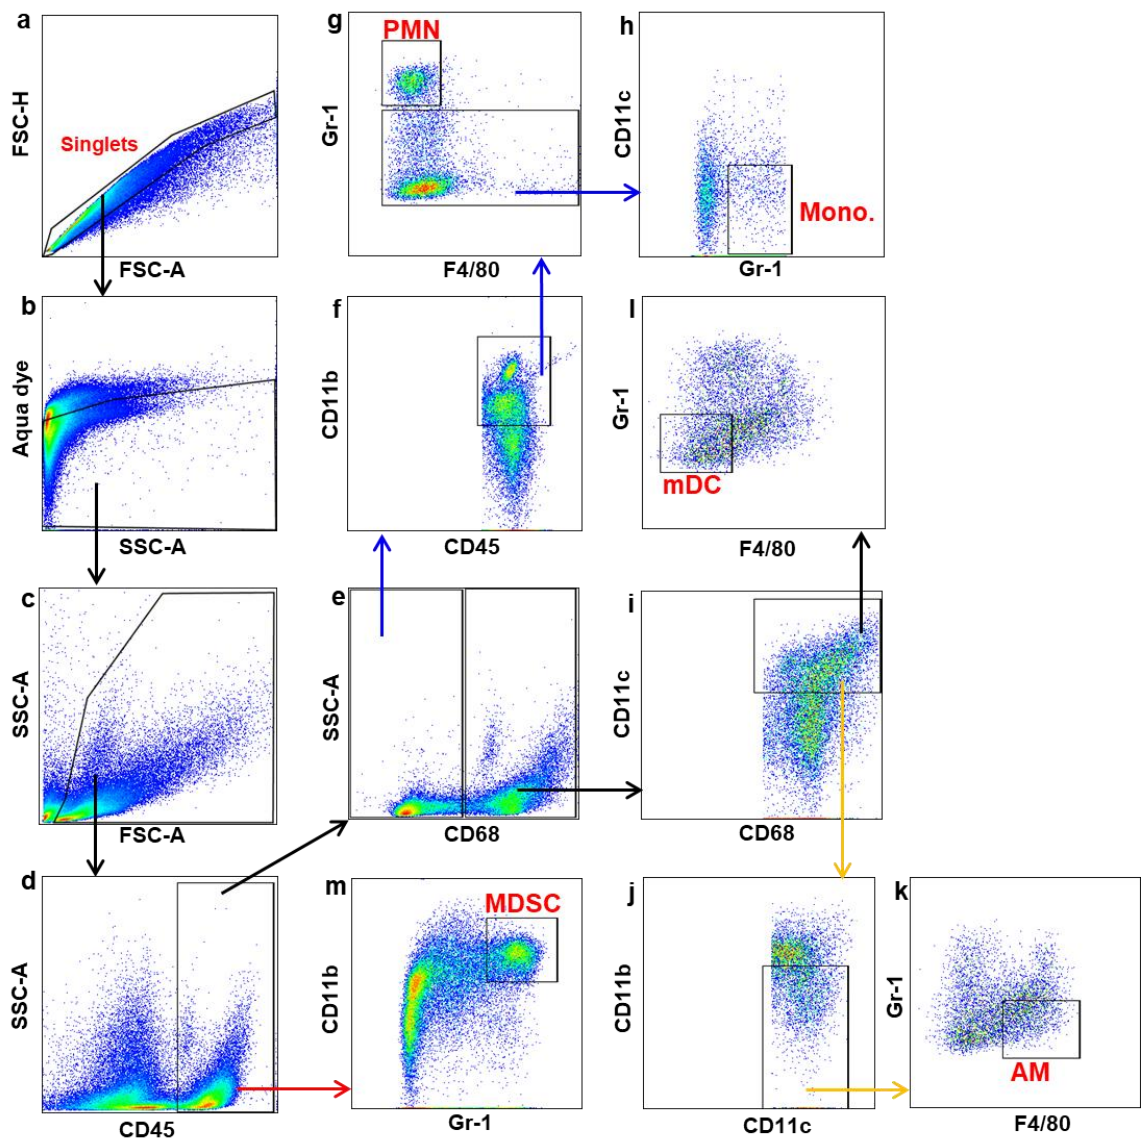 a
FSC-H
Singlets
FSC-A
g
PMN
Gr-1
F4/80
h
CD11c
Mono.
Gr-1
b
Aqua dye
SSC-A
f
CD11b
CD45
l
Gr-1
mDC
F4/80
c
SSC-A
FSC-A
e
SSC-A
CD68
i
CD11c
CD68
d
SSC-A
CD45
m
MDSC
CD11b
Gr-1
j
CD11b
CD11c
k
Gr-1
AM
F4/80